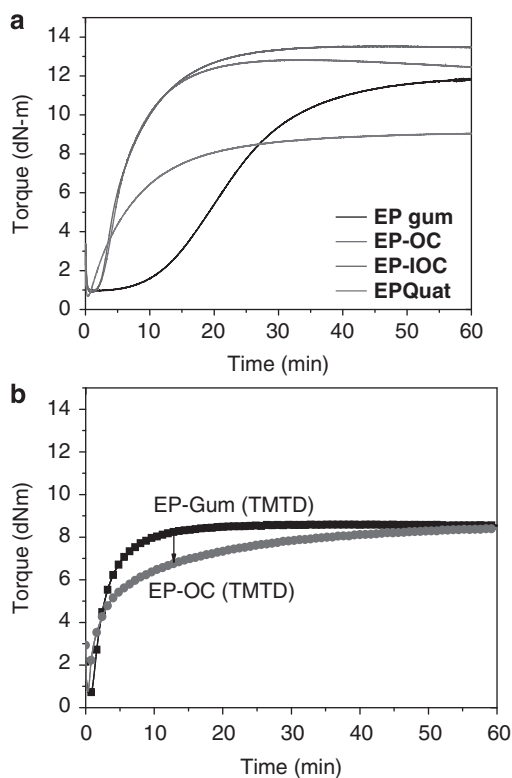 a
14
12
10
8
6
4
2
0
Torque (dN-m)
EP gum
EP-OC
EP-IOC
EPQuat
0 10 20 30 40 50 60
Time (min)
b
14
12
10
8
6
4
2
0
Torque (dNm)
EP-Gum (TMTD)
EP-OC (TMTD)
0 10 20 30 40 50 60
Time (min)